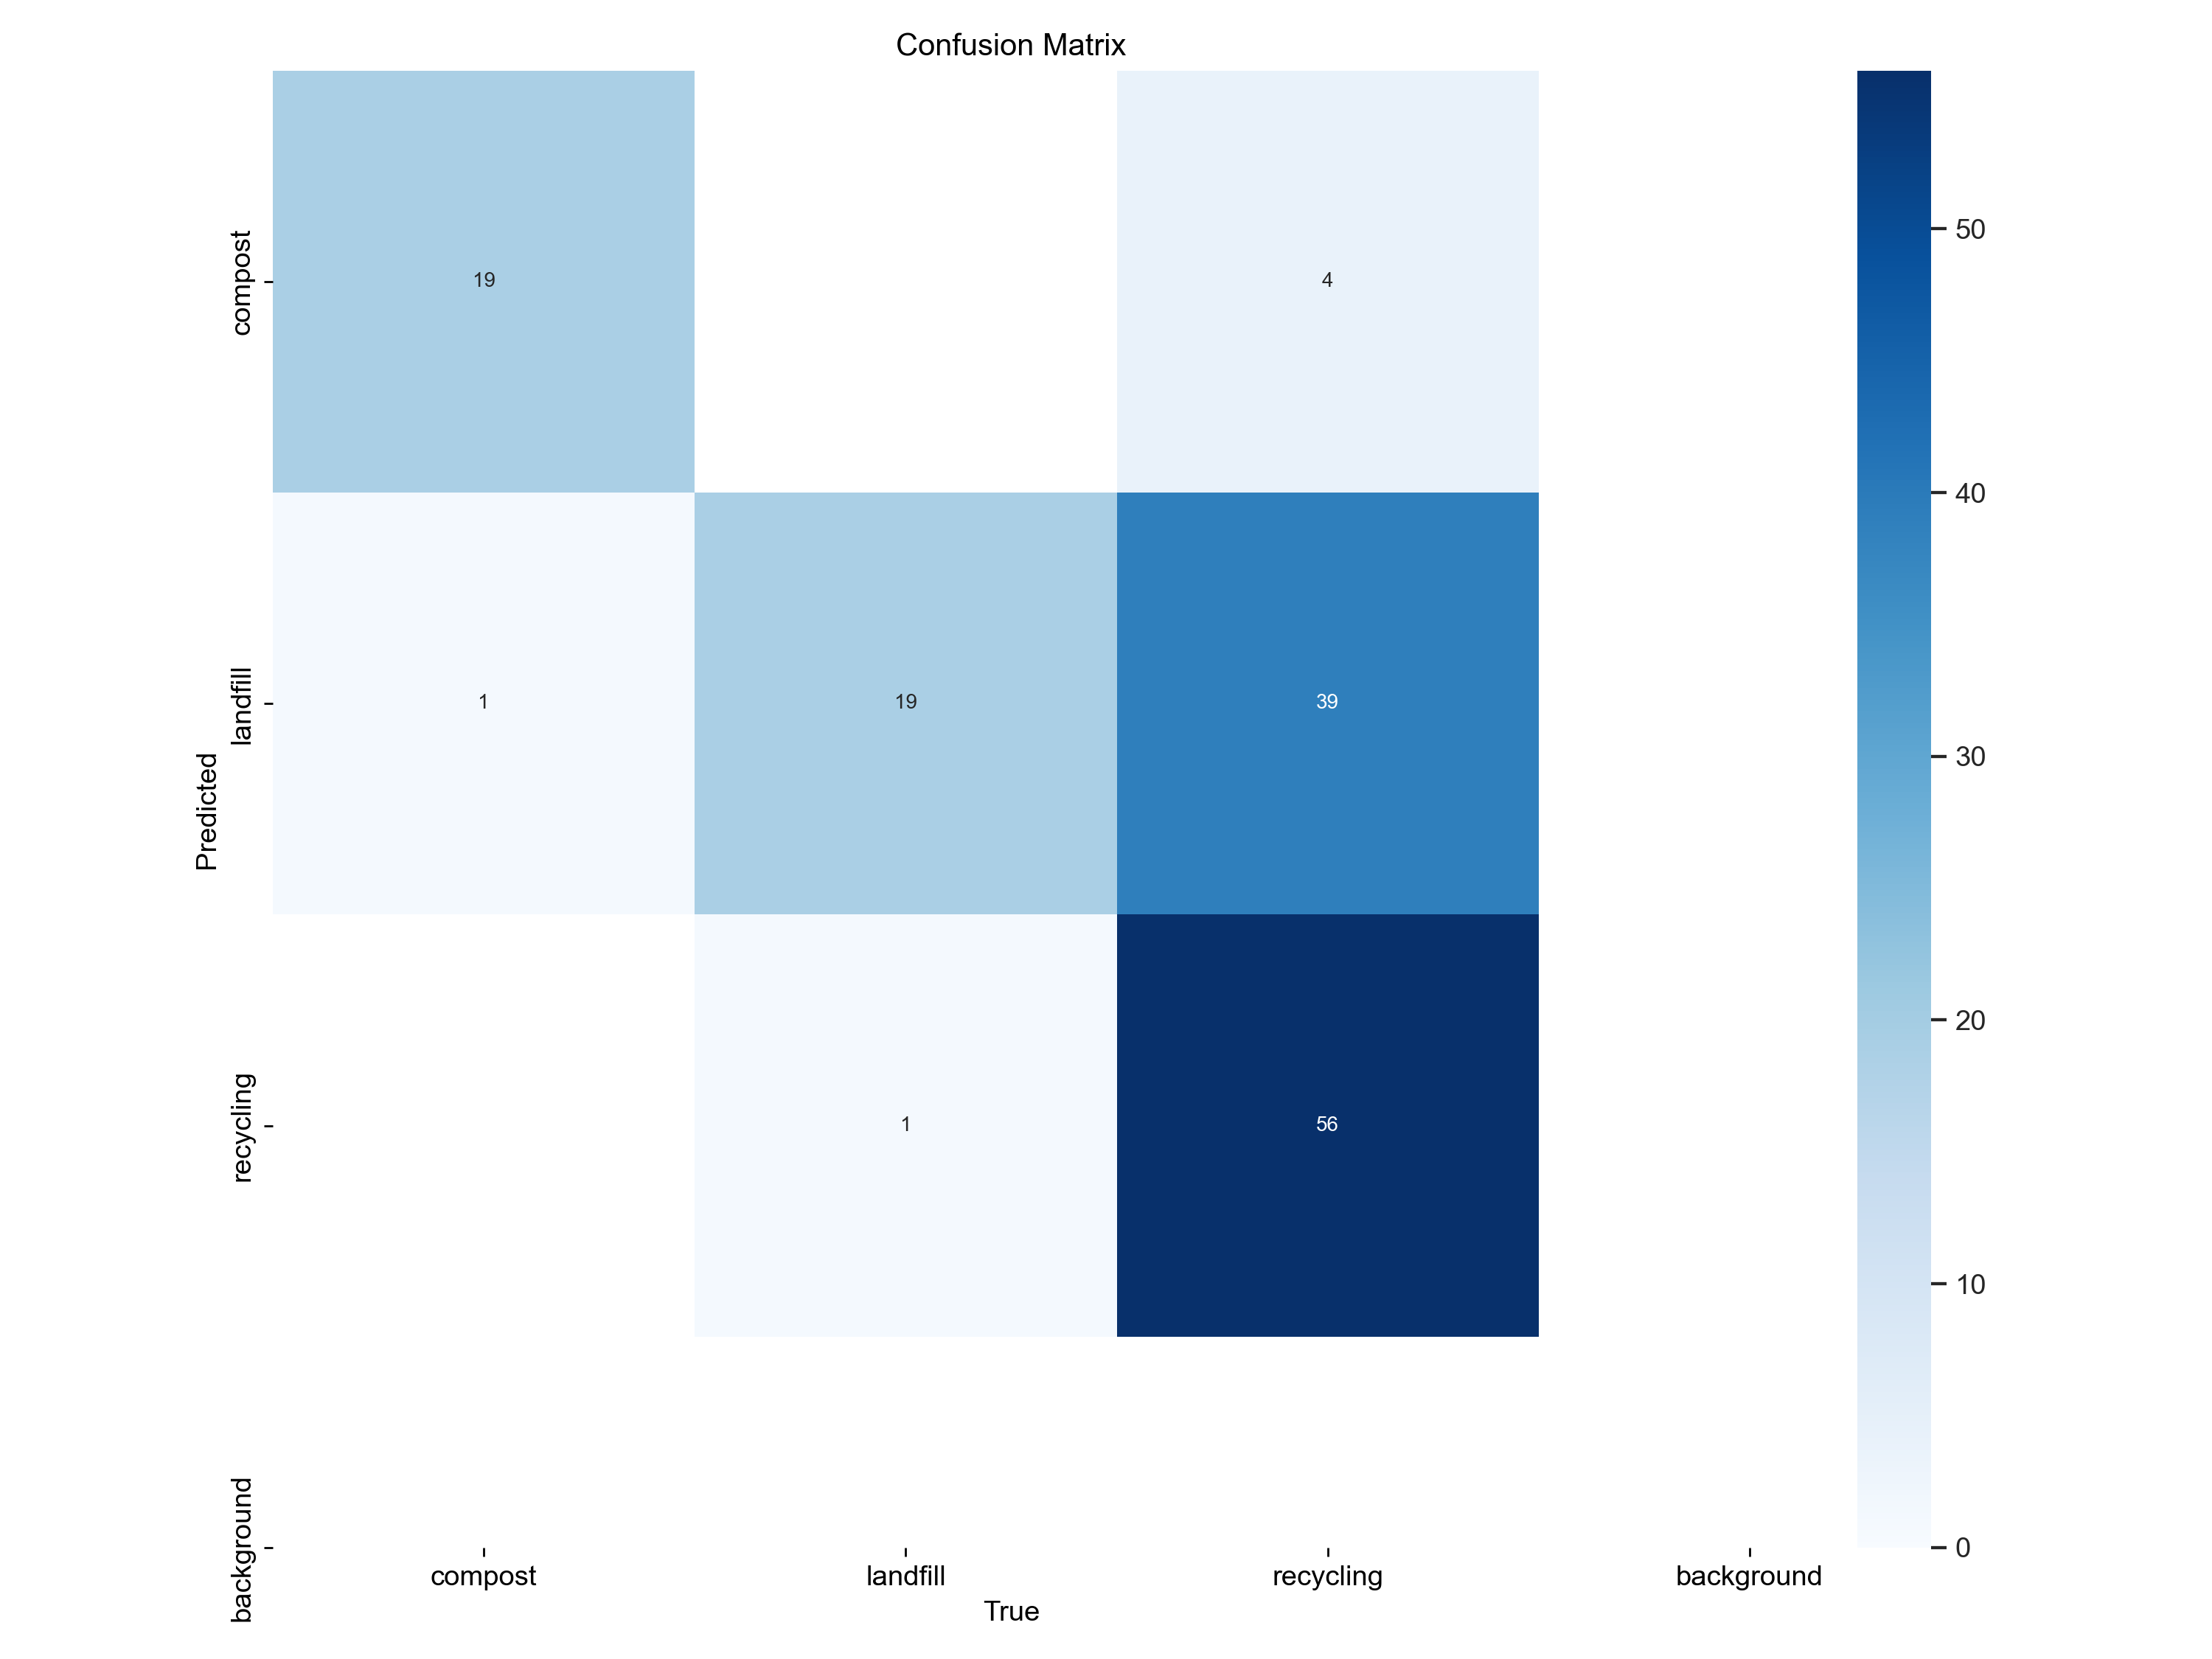 Confusion Matrix
Predicted
compost
19
4
landfill
1
19
39
recycling
1
56
background
compost
landfill
recycling
background
True
50
40
30
20
10
0